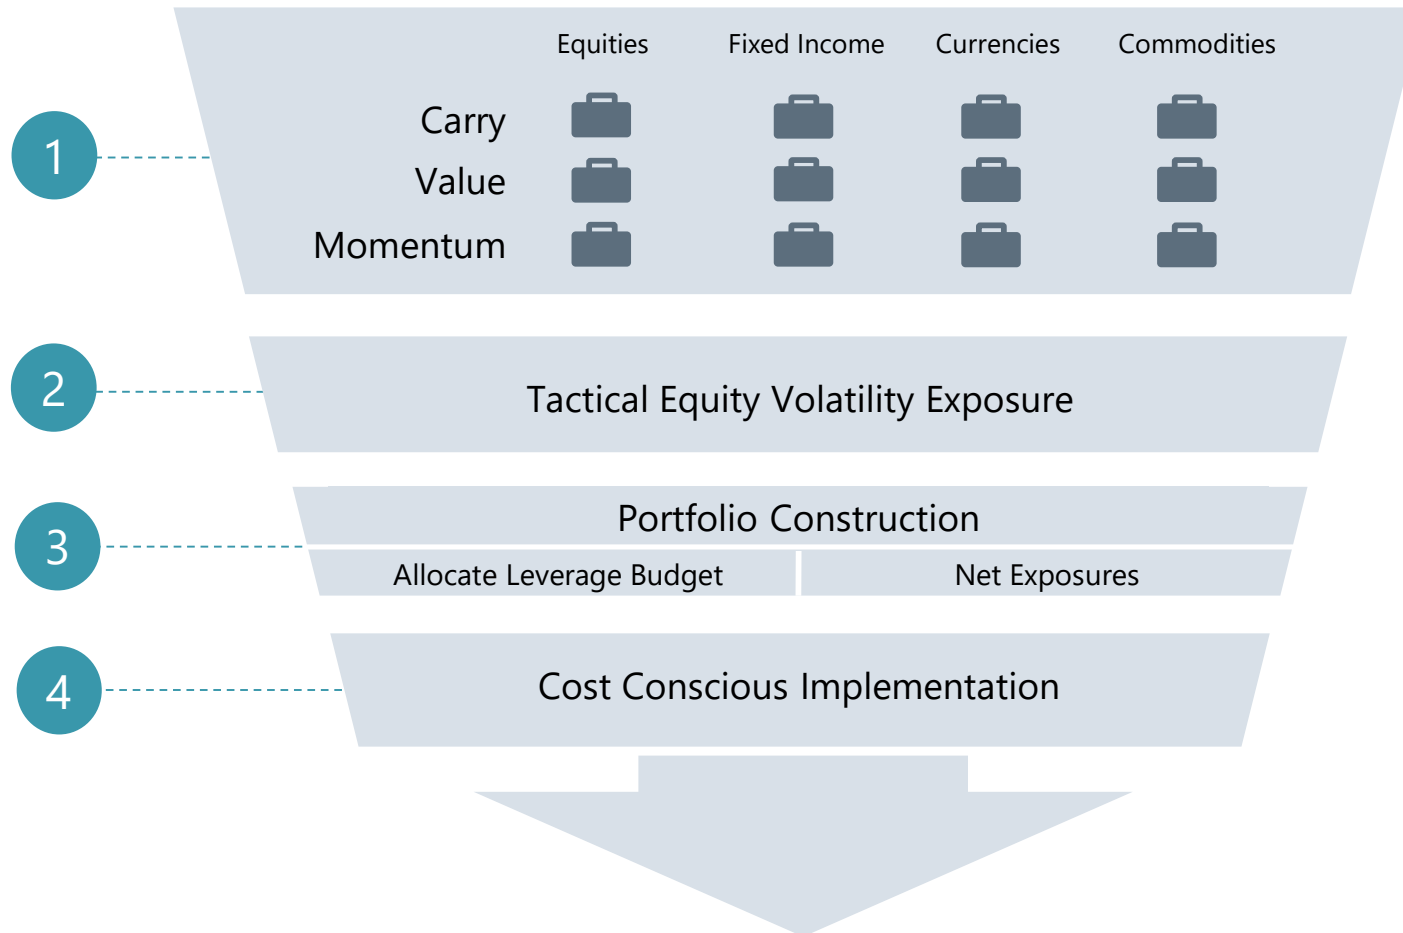 Equities Fixed Income Currencies Commodities
1
Carry
Value
Momentum
2
Tactical Equity Volatility Exposure
3
Portfolio Construction
Allocate Leverage Budget Net Exposures
4
Cost Conscious Implementation